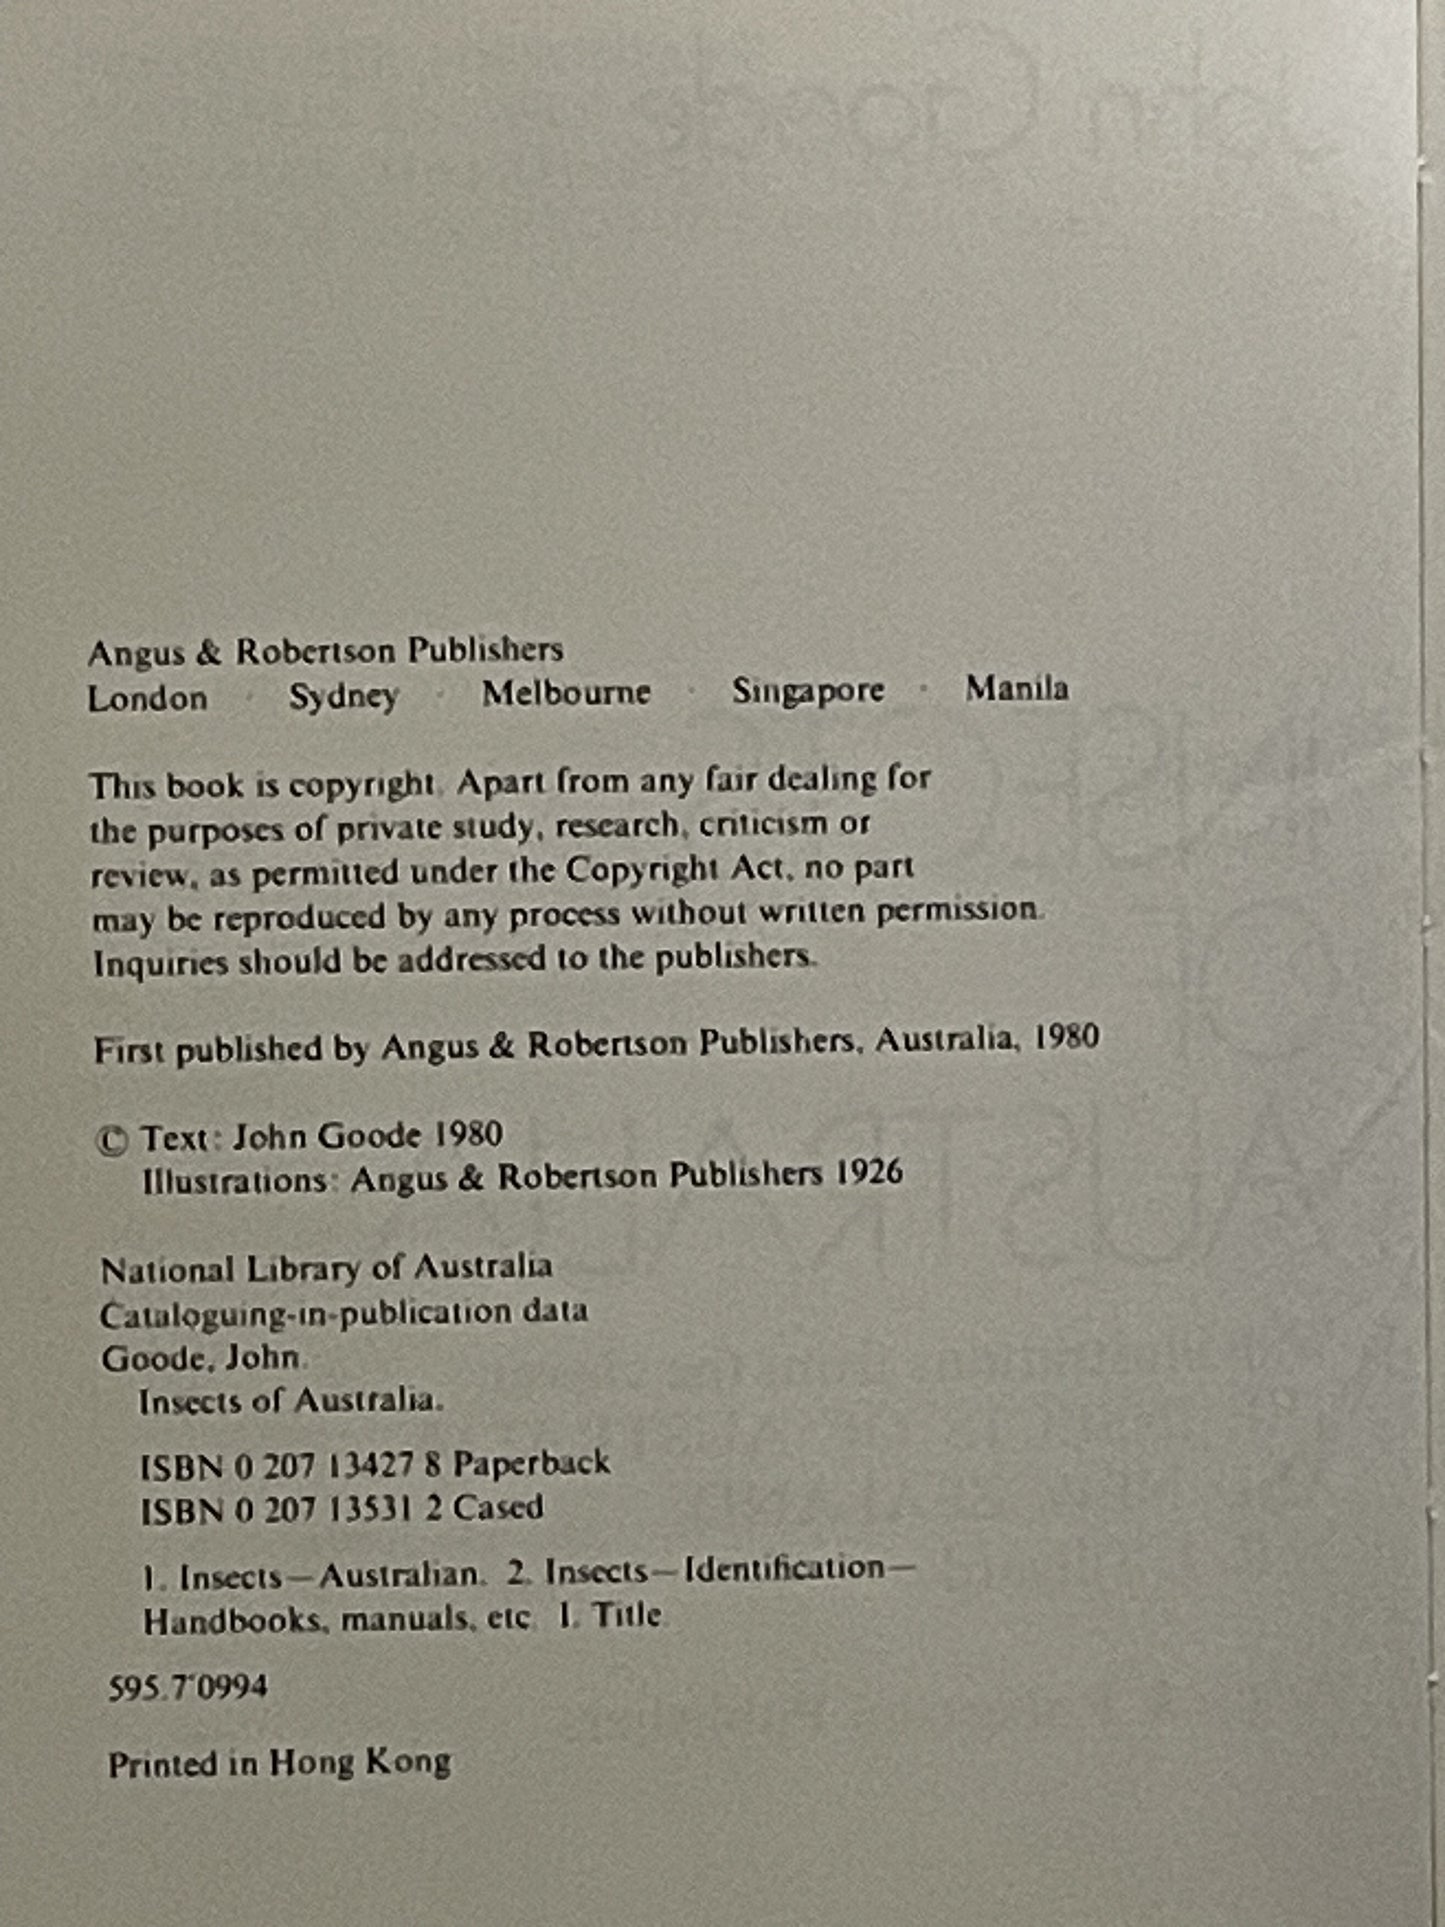 Angus & Robertson Publishers
London · Sydney · Melbourne · Singapore · Manila
This book is copyright. Apart from any fair dealing for
the purposes of private study, research, criticism or
review, as permitted under the Copyright Act, no part
may be reproduced by any process without written permission.
Inquiries should be addressed to the publishers.
First published by Angus & Robertson Publishers, Australia, 1980
© Text: John Goode 1980
Illustrations: Angus & Robertson Publishers 1926
National Library of Australia
Cataloguing-in-publication data
Goode, John.
Insects of Australia.
ISBN 0 207 13427 8 Paperback
ISBN 0 207 13531 2 Cased
1. Insects—Australian. 2. Insects—Identification—
Handbooks, manuals, etc. I. Title.
595.7'0994
Printed in Hong Kong